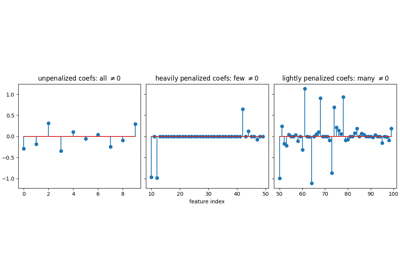 unpenalized coefs: all ≠0
heavily penalized coefs: few ≠0
lightly penalized coefs: many ≠0
1.0
0.5
0.0
−0.5
−1.0
0 2 4 6 8
10 20 30 40 50
50 60 70 80 90 100
feature index